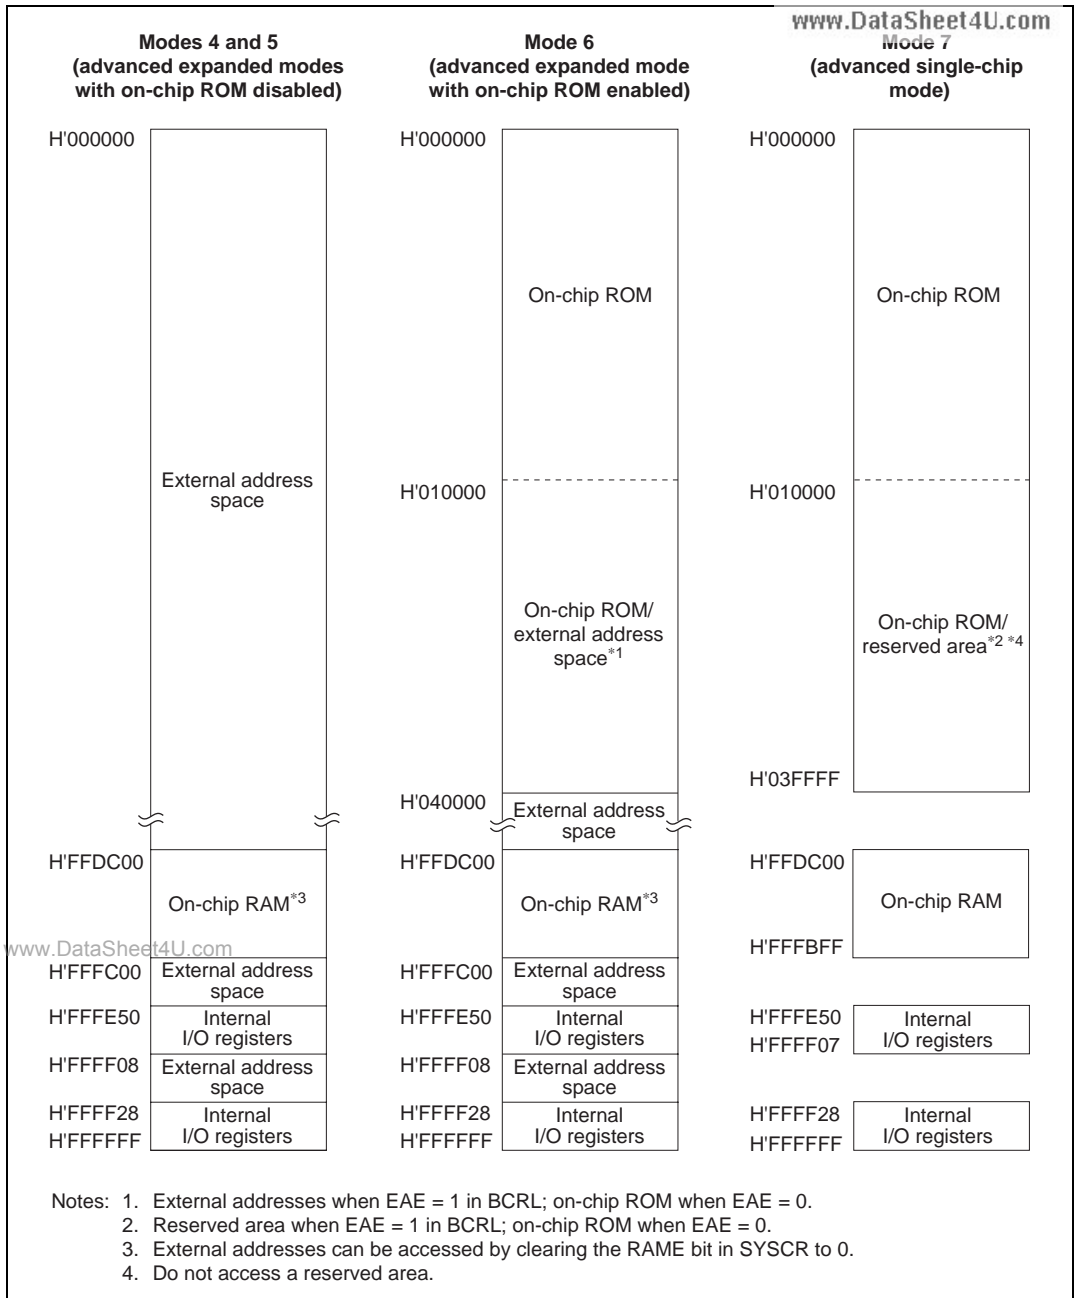 www.DataSheet4U.com
Modes 4 and 5
(advanced expanded modes
with on-chip ROM disabled)
H'000000
External address
space
H'FFDC00
On-chip RAM*3
www.DataSheet4U.com
H'FFFC00
External address
space
H'FFFE50
Internal
I/O registers
H'FFFF08
External address
space
H'FFFF28
Internal
I/O registers
H'FFFFFF
Mode 6
(advanced expanded mode
with on-chip ROM enabled)
H'000000
On-chip ROM
H'010000
On-chip ROM/
external address
space*1
H'040000
External address
space
H'FFDC00
On-chip RAM*3
H'FFFC00
External address
space
H'FFFE50
Internal
I/O registers
H'FFFF08
External address
space
H'FFFF28
Internal
I/O registers
H'FFFFFF
Mode 7
(advanced single-chip
mode)
H'000000
On-chip ROM
H'010000
On-chip ROM/
reserved area*2 *4
H'03FFFF
H'FFDC00
On-chip RAM
H'FFFBFF
H'FFFE50
Internal
I/O registers
H'FFFF07
H'FFFF28
Internal
I/O registers
H'FFFFFF
Notes: 1. External addresses when EAE = 1 in BCRL; on-chip ROM when EAE = 0.
2. Reserved area when EAE = 1 in BCRL; on-chip ROM when EAE = 0.
3. External addresses can be accessed by clearing the RAME bit in SYSCR to 0.
4. Do not access a reserved area.